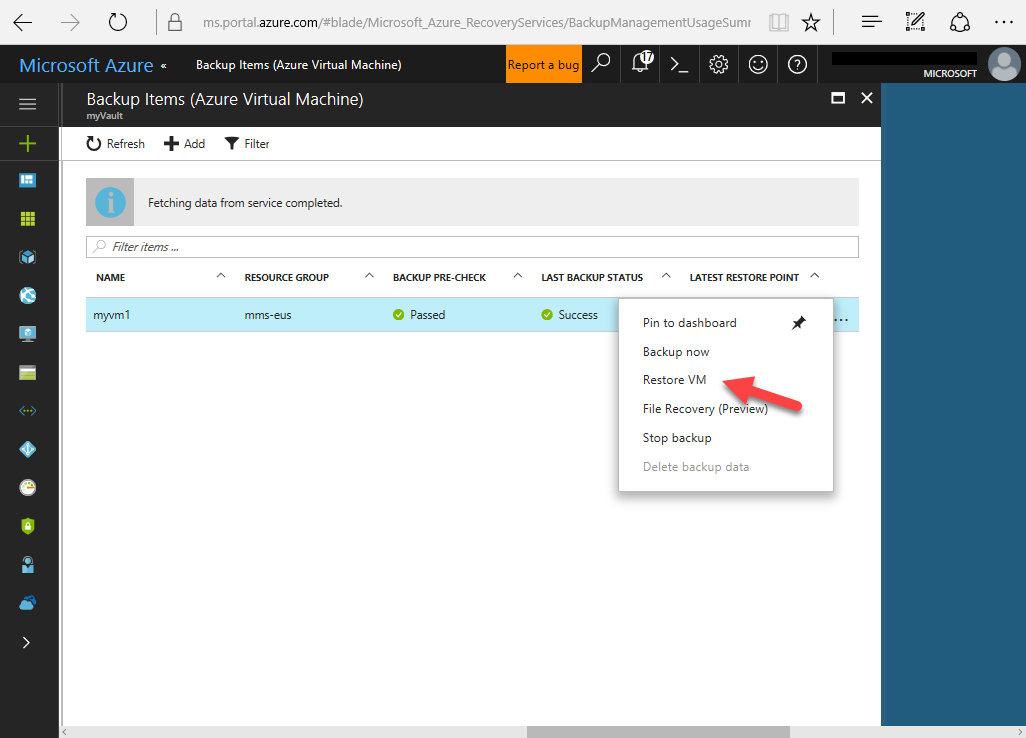 ms.portal.azure.com/#blade/Microsoft_Azure_RecoveryServices/BackupManagementUsageSumr
Microsoft Azure « Backup Items (Azure Virtual Machine) Report a bug 17 >_ ?
MICROSOFT
Backup Items (Azure Virtual Machine)
myVault
Refresh Add Filter
Fetching data from service completed.
Filter items ...
NAME RESOURCE GROUP BACKUP PRE-CHECK LAST BACKUP STATUS LATEST RESTORE POINT
myvm1 mms-eus Passed Success ...
Pin to dashboard
Backup now
Restore VM
File Recovery (Preview)
Stop backup
Delete backup data